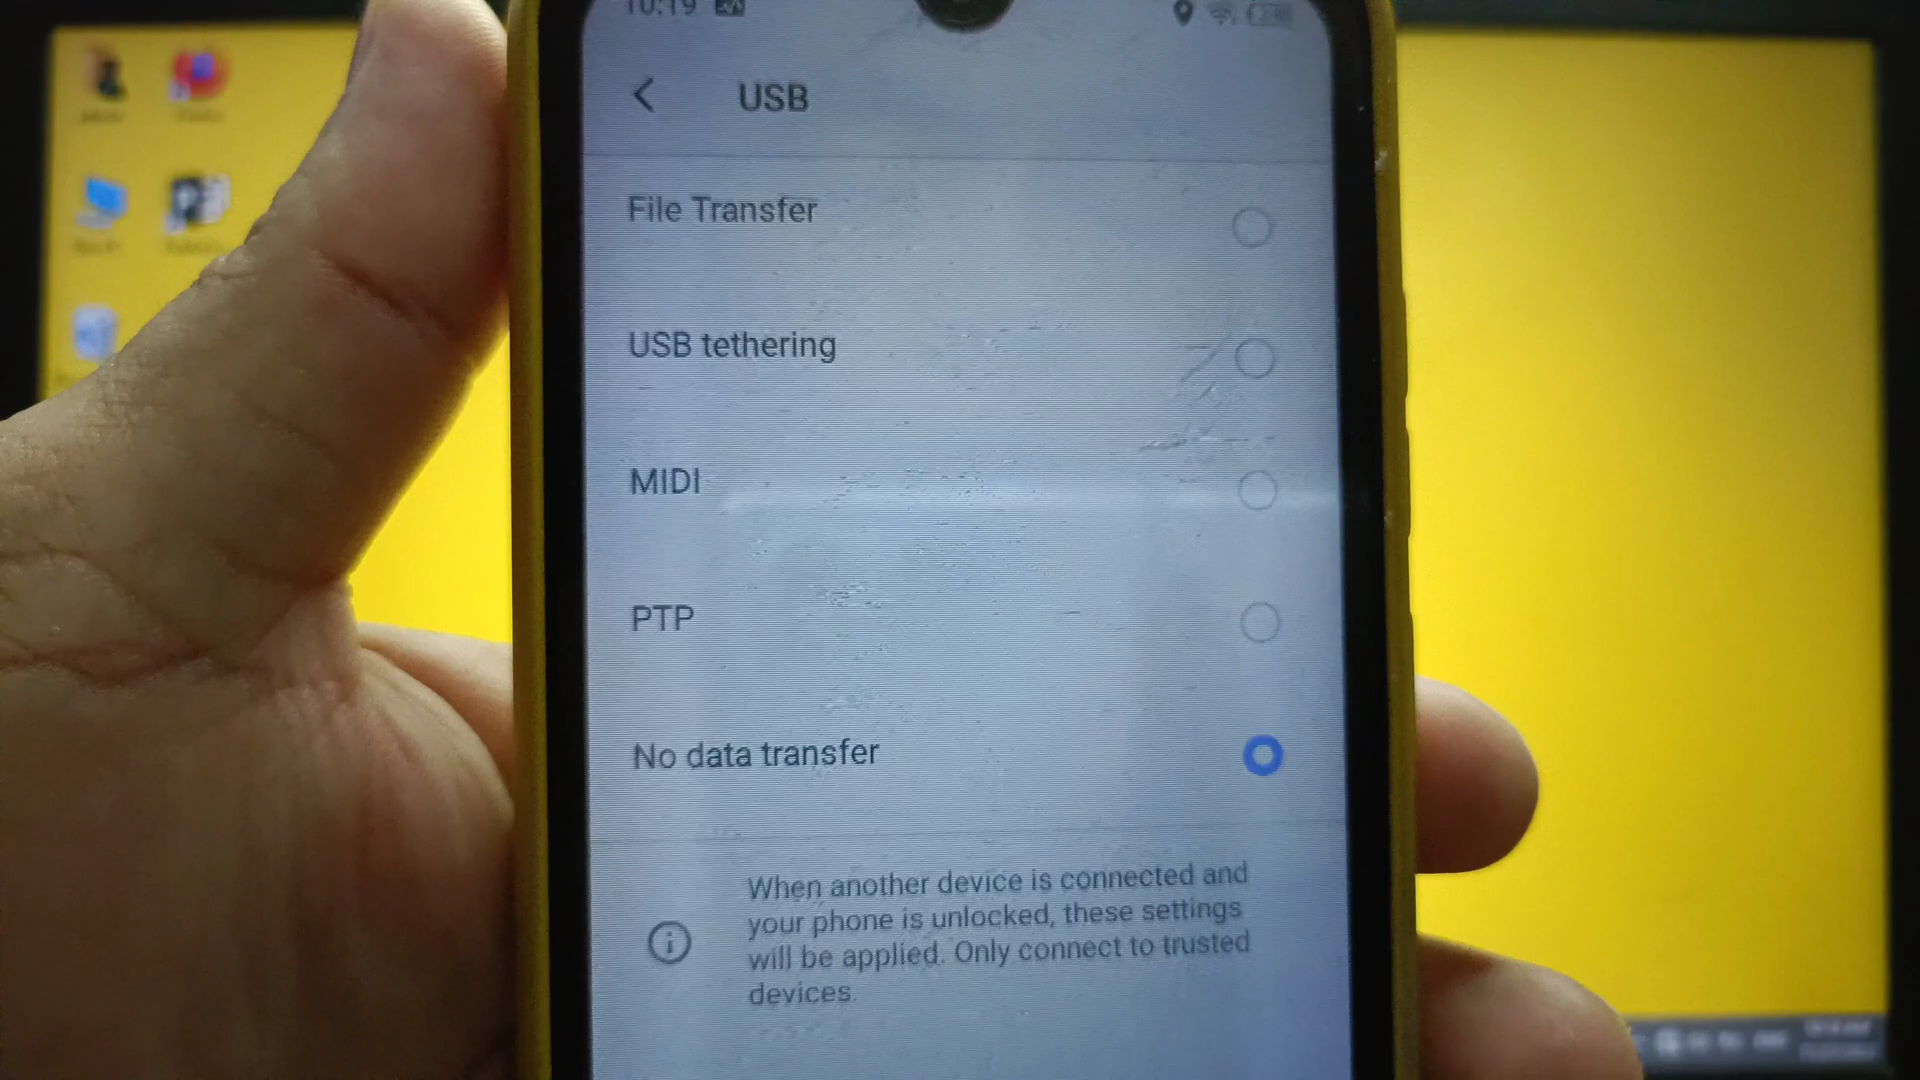 10:19
USB
File Transfer
USB tethering
MIDI
PTP
No data transfer
When another device is connected and
your phone is unlocked, these settings
will be applied. Only connect to trusted
devices.